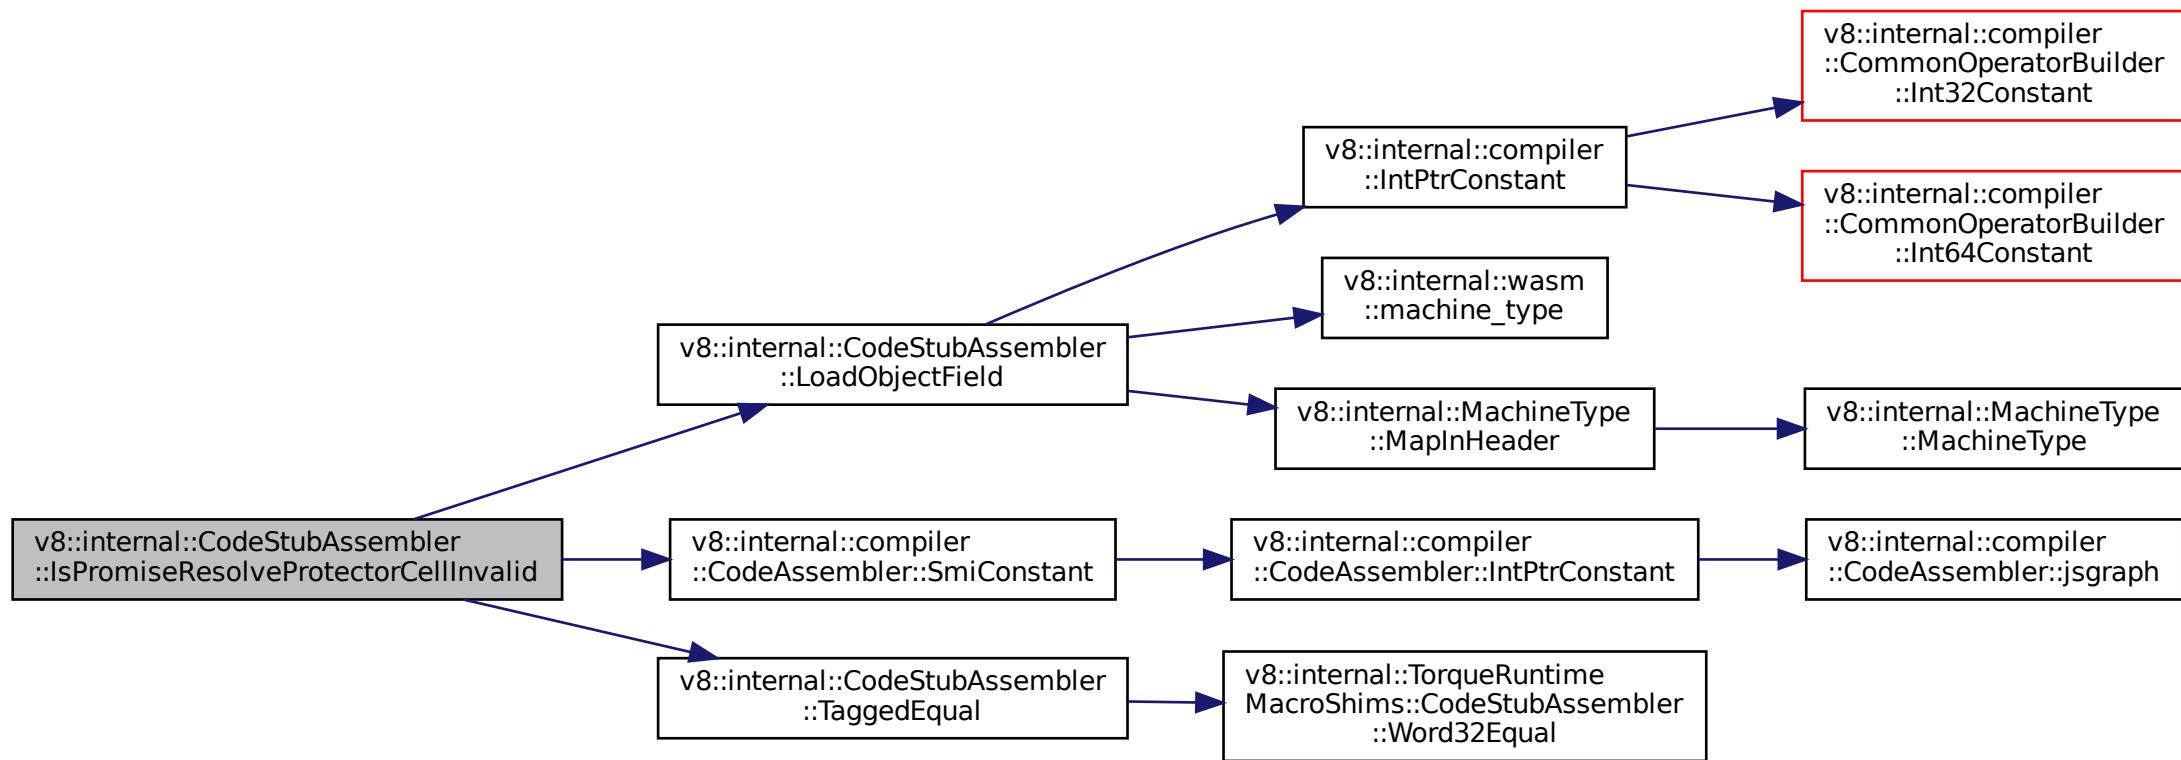 v8::internal::compiler
::CommonOperatorBuilder
::Int32Constant
v8::internal::compiler
::IntPtrConstant
v8::internal::compiler
::CommonOperatorBuilder
::Int64Constant
v8::internal::wasm
::machine_type
v8::internal::CodeStubAssembler
::LoadObjectField
v8::internal::MachineType
::MapInHeader
v8::internal::MachineType
::MachineType
v8::internal::CodeStubAssembler
::IsPromiseResolveProtectorCellInvalid
v8::internal::compiler
::CodeAssembler::SmiConstant
v8::internal::compiler
::CodeAssembler::IntPtrConstant
v8::internal::compiler
::CodeAssembler::jsgraph
v8::internal::CodeStubAssembler
::TaggedEqual
v8::internal::TorqueRuntime
MacroShims::CodeStubAssembler
::Word32Equal